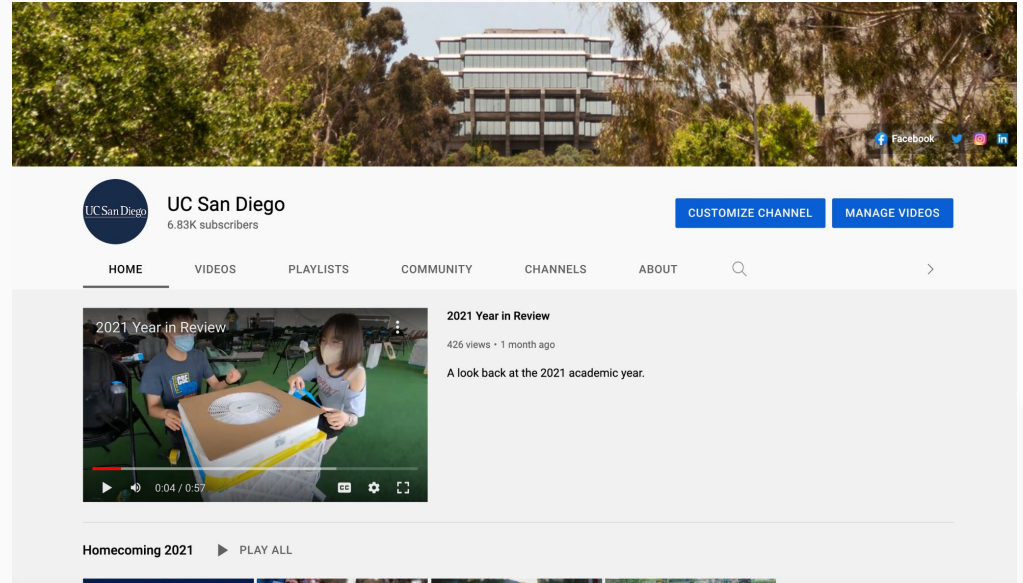 Facebook
UC San Diego
UC San Diego
6.83K subscribers
CUSTOMIZE CHANNEL
MANAGE VIDEOS
HOME
VIDEOS
PLAYLISTS
COMMUNITY
CHANNELS
ABOUT
2021 Year in Review
0:04 / 0:57
CC
2021 Year in Review
426 views • 1 month ago
A look back at the 2021 academic year.
Homecoming 2021
PLAY ALL